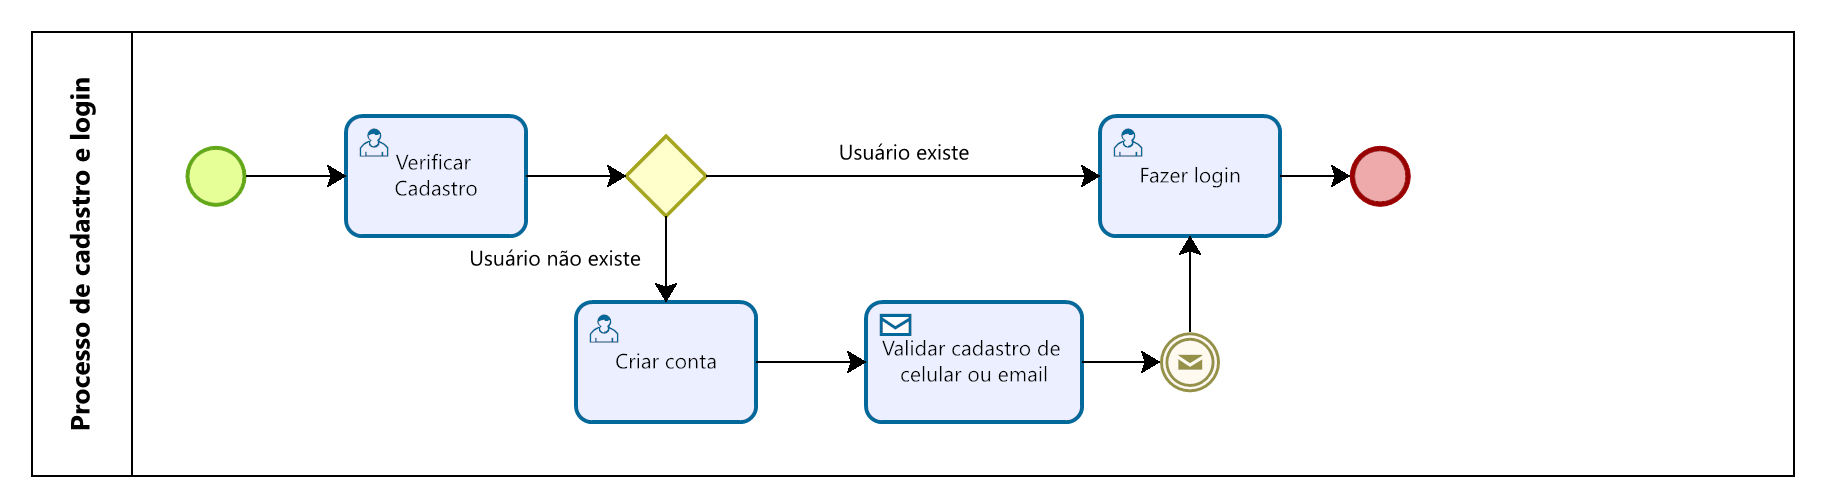 Processo de cadastro e login
Verificar
Cadastro
Usuário existe
Fazer login
Usuário não existe
Criar conta
Validar cadastro de
celular ou email